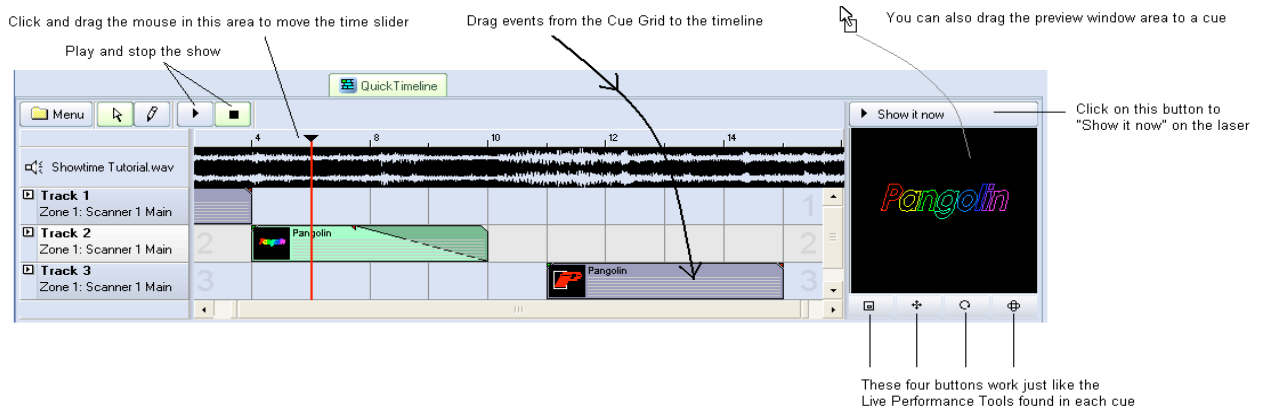 Click and drag the mouse in this area to move the time slider
Drag events from the Cue Grid to the timeline
You can also drag the preview window area to a cue
Play and stop the show
QuickTimeline
Menu
Show it now
Click on this button to
"Show it now" on the laser
4
8
10
12
14
Showtime Tutorial.wav
Pangolin
Track 1
Zone 1: Scanner 1 Main
1
Track 2
Zone 1: Scanner 1 Main
2
Pangolin
Pangolin
2
Track 3
Zone 1: Scanner 1 Main
3
Pangolin
3
These four buttons work just like the
Live Performance Tools found in each cue